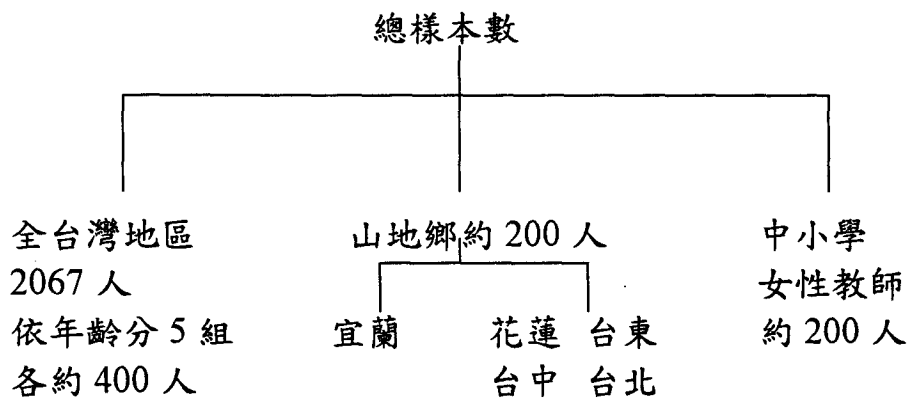 總樣本數
全台灣地區
2067 人
依年齡分 5 組
各約 400 人
山地鄉約 200 人
宜蘭
花蓮 台東
台中 台北
中小學
女性教師
約 200 人